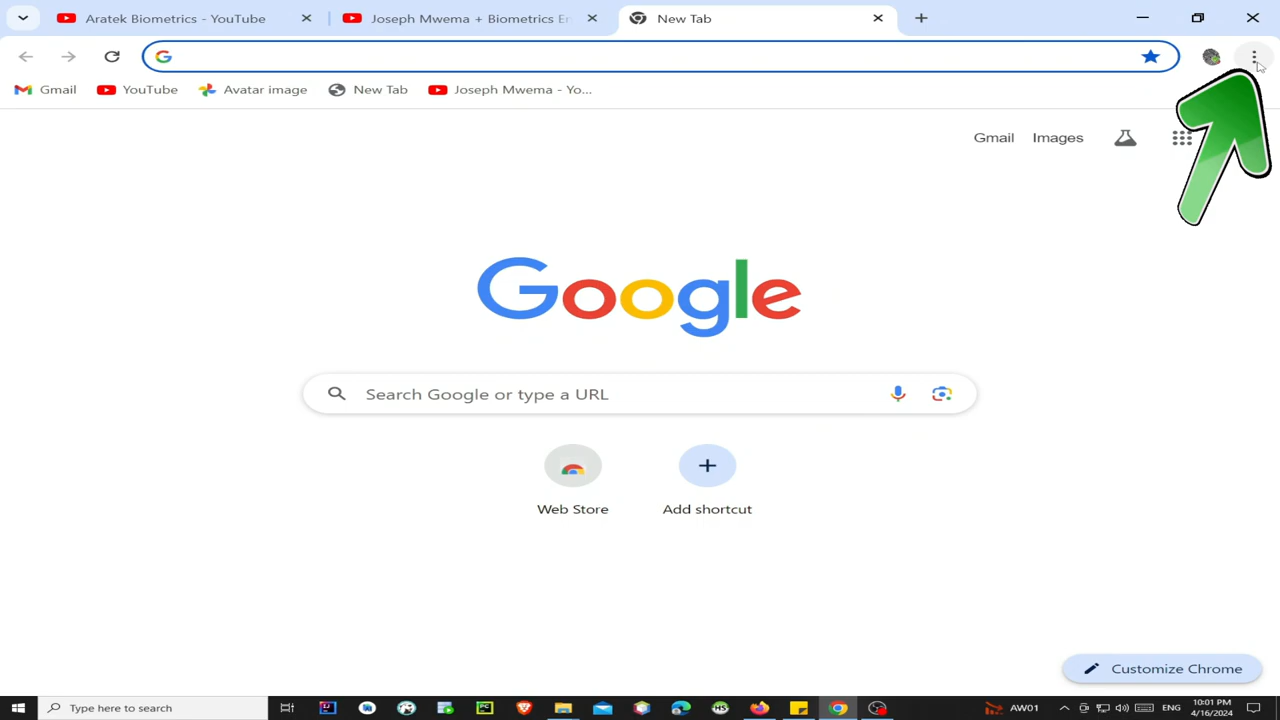 Aratek Biometrics - YouTube
Joseph Mwema + Biometrics E
New Tab
Gmail
YouTube
Avatar image
New Tab
Joseph Mwema - Yo...
Gmail
Images
Google
Search Google or type a URL
Web Store
Add shortcut
Customize Chrome
Type here to search
AW01
ENG
10:01 PM
4/16/2024